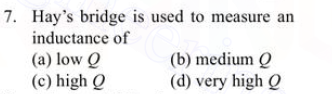 7. Hay's bridge is used to measure an
inductance of
(a) low Q (b) medium Q
(c) high Q (d) very high Q